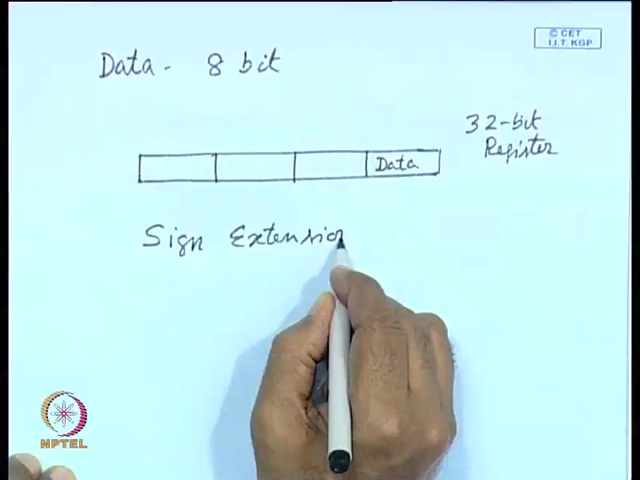 © CET
I.I.T. KGP
Data - 8 bit
32-bit
Register
Data
Sign Extension
NPTEL